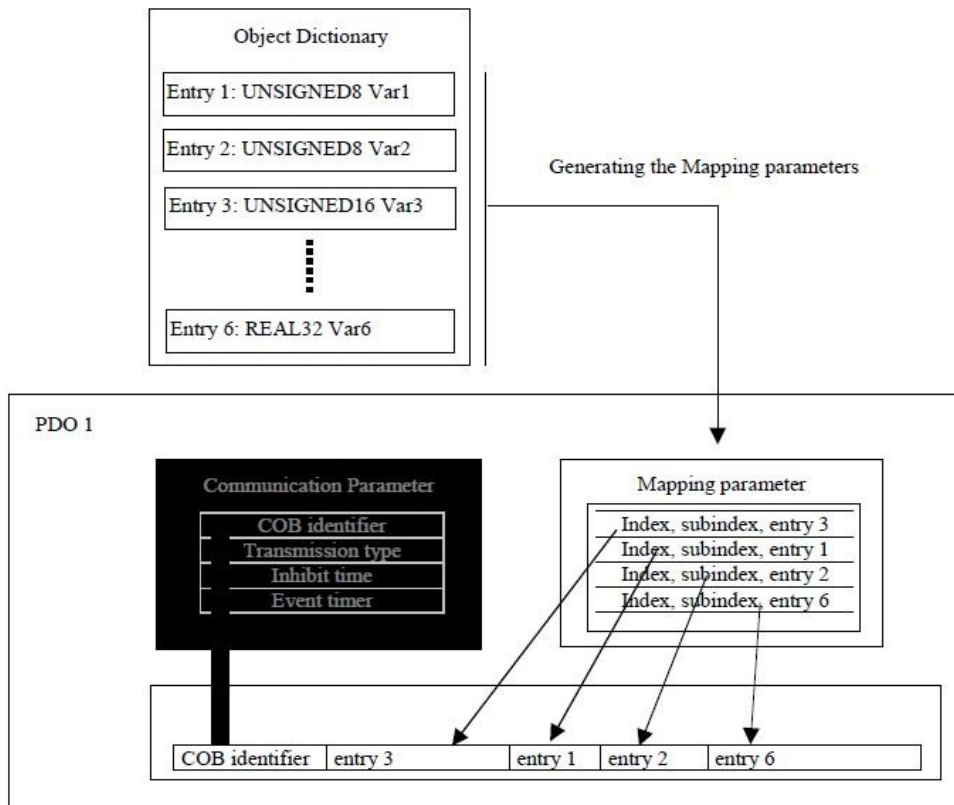 Object Dictionary
Entry 1: UNSIGNED8 Var1
Entry 2: UNSIGNED8 Var2
Entry 3: UNSIGNED16 Var3
Entry 6: REAL32 Var6
Generating the Mapping parameters
PDO 1
Communication Parameter
COB identifier
Transmission type
Inhibit time
Event timer
Mapping parameter
Index, subindex, entry 3
Index, subindex, entry 1
Index, subindex, entry 2
Index, subindex, entry 6
COB identifier entry 3 entry 1 entry 2 entry 6